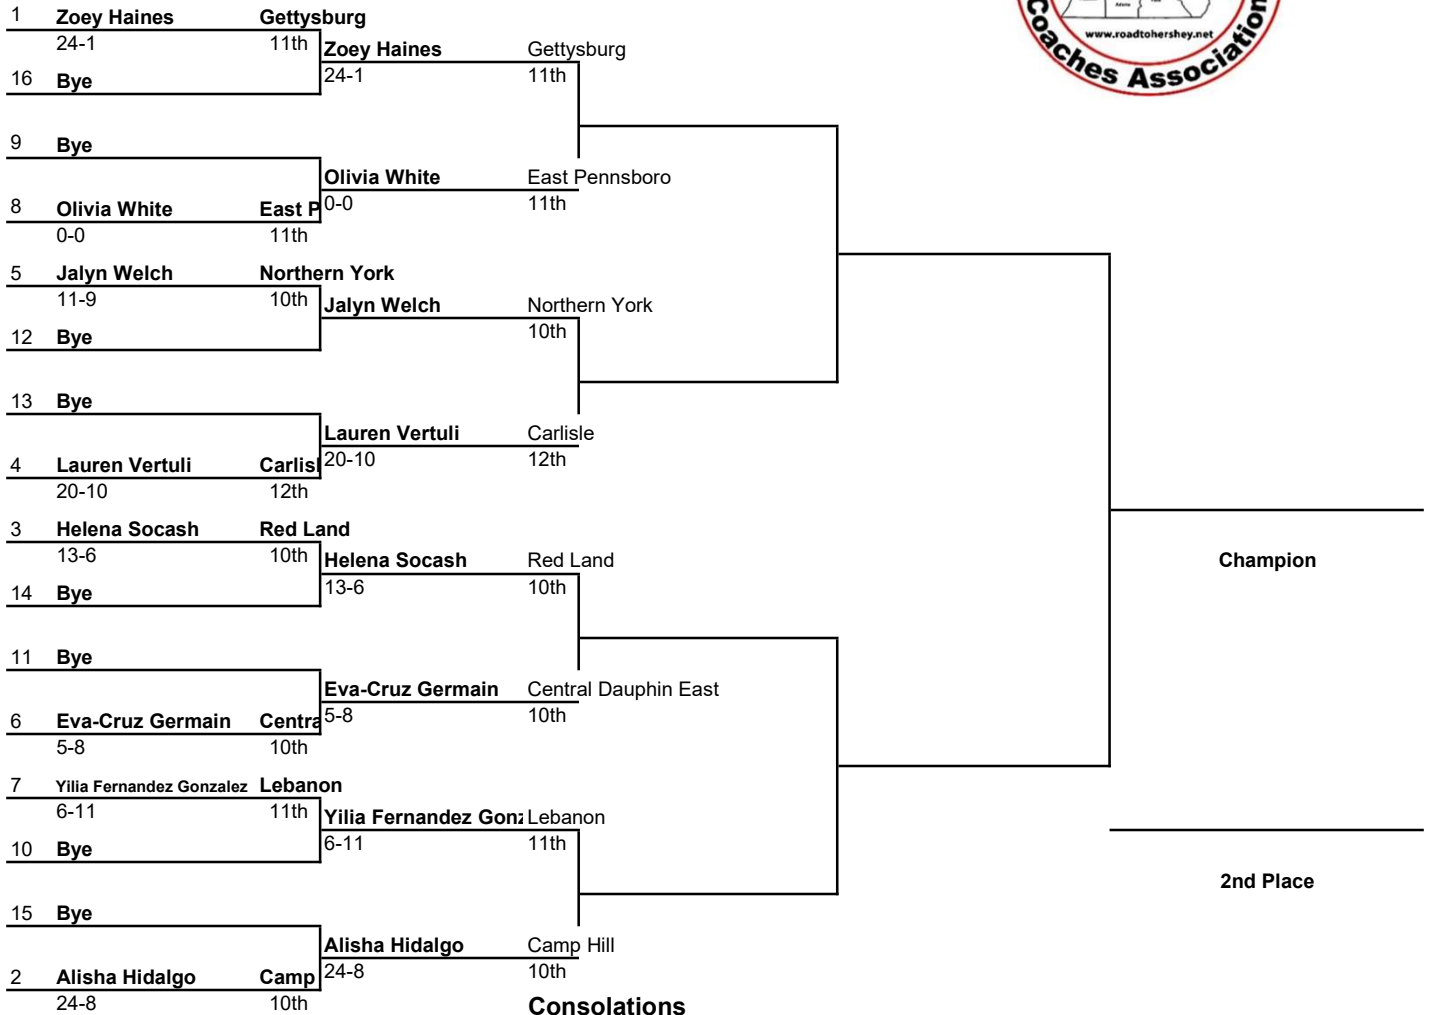 1 Zoey Haines Gettysburg
24-1 11th
Zoey Haines Gettysburg
24-1 11th
16 Bye
9 Bye
Olivia White East Pennsboro
0-0 11th
8 Olivia White East P
0-0 11th
5 Jalyn Welch Northern York
11-9 10th
Jalyn Welch Northern York
10th
12 Bye
13 Bye
Lauren Vertuli Carlisle
20-10 12th
4 Lauren Vertuli Carlisl
20-10 12th
3 Helena Socash Red Land
13-6 10th
Helena Socash Red Land
13-6 10th
14 Bye
11 Bye
Eva-Cruz Germain Central Dauphin East
5-8 10th
6 Eva-Cruz Germain Centra
5-8 10th
7 Yilia Fernandez Gonzalez Lebanon
6-11 11th
Yilia Fernandez Gonz Lebanon
6-11 11th
10 Bye
15 Bye
Alisha Hidalgo Camp Hill
24-8 10th
2 Alisha Hidalgo Camp
24-8 10th
Consolations
Champion
2nd Place
www.roadtohershey.net
Coaches Association